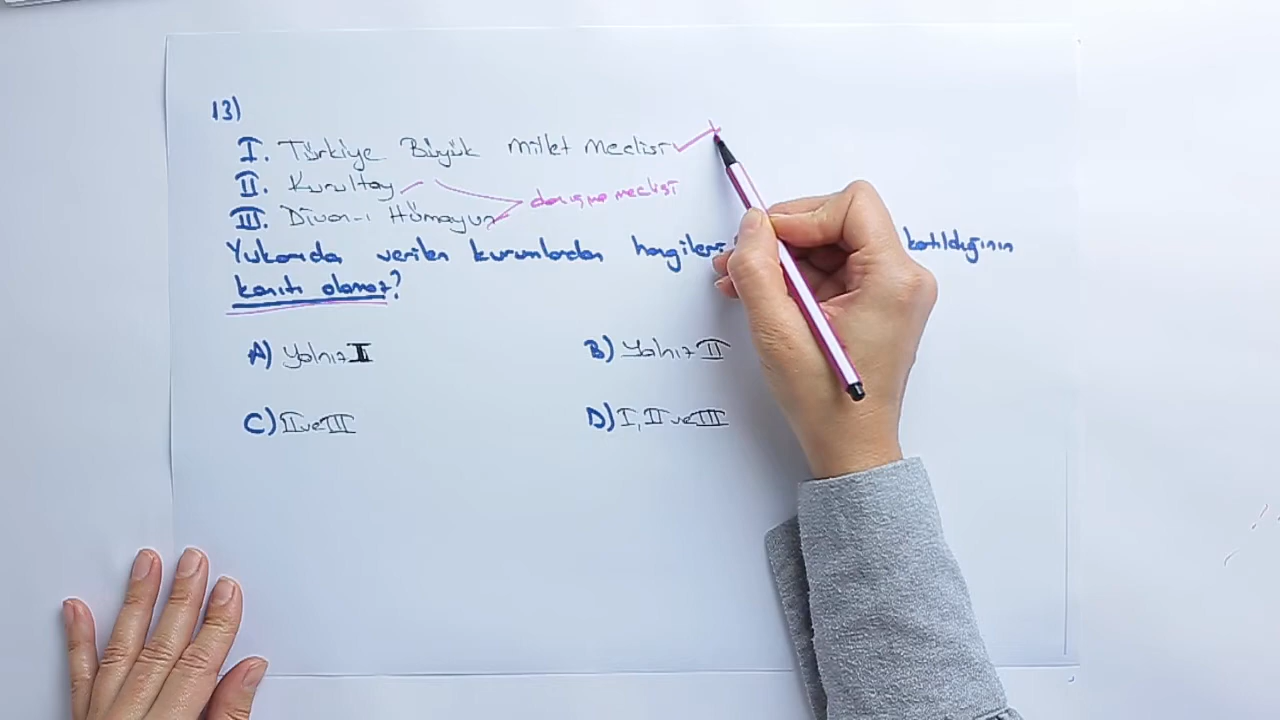 13)
I. Türkiye Büyük Millet Meclisi
II. Kurultay
III. Divan-ı Hümayun
danışma meclisi
Yukarıda verilen kurumlardan hangileri katıldığının
kanıtı olamaz?
A) Yalnız I
B) Yalnız II
C) II ve III
D) I, II ve III